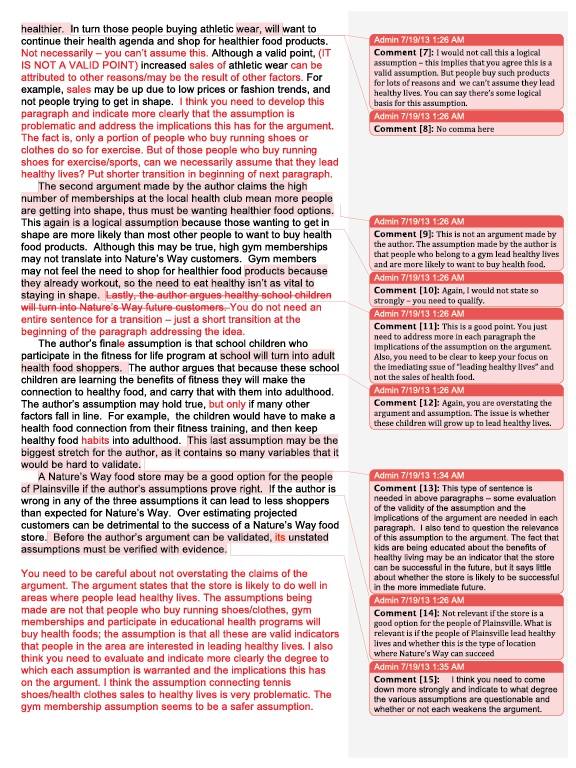 healthier.  In turn those people buying athletic wear, will want to
continue their health agenda and shop for healthier food products.
Not necessarily – you can't assume this. Although a valid point, (IT
IS NOT A VALID POINT) increased sales of athletic wear can be
attributed to other reasons/may be the result of other factors. For
example, sales may be up due to low prices or fashion trends, and
not people trying to get in shape.  I think you need to develop this
paragraph and indicate more clearly that the assumption is
problematic and address the implications this has for the argument.
The fact is, only a portion of people who buy running shoes or
clothes do so for exercise. But of those people who buy running
shoes for exercise/sports, can we necessarily assume that they lead
healthy lives? Put shorter transition in beginning of next paragraph.
The second argument made by the author claims the high
number of memberships at the local health club mean more people
are getting into shape, thus must be wanting healthier food options.
This again is a logical assumption because those wanting to get in
shape are more likely than most other people to want to buy health
food products.  Although this may be true, high gym memberships
may not translate into Nature's Way customers.  Gym members
may not feel the need to shop for healthier food products because
they already workout, so the need to eat healthy isn't as vital to
staying in shape.  Lastly, the author argues healthy school children
will turn into Nature's Way future customers. You do not need an
entire sentence for a transition – just a short transition at the
beginning of the paragraph addressing the idea.
The author's finale assumption is that school children who
participate in the fitness for life program at school will turn into adult
health food shoppers.  The author argues that because these school
children are learning the benefits of fitness they will make the
connection to healthy food, and carry that with them into adulthood.
The author's assumption may hold true, but only if many other
factors fall in line.  For example,  the children would have to make a
health food connection from their fitness training, and then keep
healthy food habits into adulthood.  This last assumption may be the
biggest stretch for the author, as it has so many variables that it
would be hard to validate.
A Nature's Way food store may be a good option for the people
of Plainsville if the author's assumptions prove right.  If the author is
wrong in any of the three assumptions it can lead to less shoppers
than expected for Nature's Way.  Over estimating projected
customers can be detrimental to the success of a Nature's Way food
store.  Before the author's argument can be validated, its unstated
assumptions must be verified with evidence.
You need to be careful about not overstating the claims of the
argument. The argument states that the store is likely to do well in
areas where people lead healthy lives. The assumptions being
made are not that people who buy running shoes/clothes, gym
memberships and participate in educational health programs will
buy health foods; the assumption is that all these are valid indicators
that people in the area are interested in leading healthy lives. I also
think you need to evaluate and indicate more clearly the degree to
which each assumption is warranted and the implications this has
on the argument. I think the assumption connecting tennis
shoes/health clothes sales to healthy lives is very problematic. The
gym membership assumption seems to be a safer assumption.
Admin 7/19/13 1:26 AM
Comment [7]: I would not call this a logical
assumption – this implies that you agree this is a
valid assumption. But people buy such products
for lots of reasons and  we can't assume they lead
healthy lives. You can say there's some logical
basis for this assumption.
Admin 7/19/13 1:26 AM
Comment [8]: No comma here
Admin 7/19/13 1:26 AM
Comment [9]: This is not an argument made by
the author. The assumption made by the author is
that people who belong to a gym lead healthy lives
and are more likely to want to buy health food.
Admin 7/19/13 1:26 AM
Comment [10]: Again, I would not state so
strongly – you need to qualify.
Admin 7/19/13 1:26 AM
Comment [11]: This is a good point. You just
need to address more in each paragraph the
implications of the assumption on the argument.
Also, you need to be clear to keep your focus on
the mediating ssue of "leading healthy lives" and
not the sales of health food.
Admin 7/19/13 1:26 AM
Comment [12]: Again, you are overstating the
argument and assumption. The issue is whether
these children will grow up to lead healthy lives.
Admin 7/19/13 1:34 AM
Comment [13]: This type of sentence is
needed in above paragraphs – some evaluation
of the validity of the assumption and the
implications of the argument are needed in each
paragraph.  I also tend to question the relevance
of this assumption to the argument. The fact that
kids are being educated about the benefits of
healthy living may be an indicator that the store
can be successful in the future, but it says little
about whether the store is likely to be successful
in the more immediate future.
Admin 7/19/13 1:26 AM
Comment [14]: Not relevant if the store is a
good option for the people of Plainsville. What is
relevant is if the people of Plainsville lead healthy
lives and whether this is the type of location
where Nature's Way can succeed
Admin 7/19/13 1:35 AM
Comment [15]: I think you need to come
down more strongly and indicate to what degree
the various assumptions are questionable and
whether or not each weakens the argument.